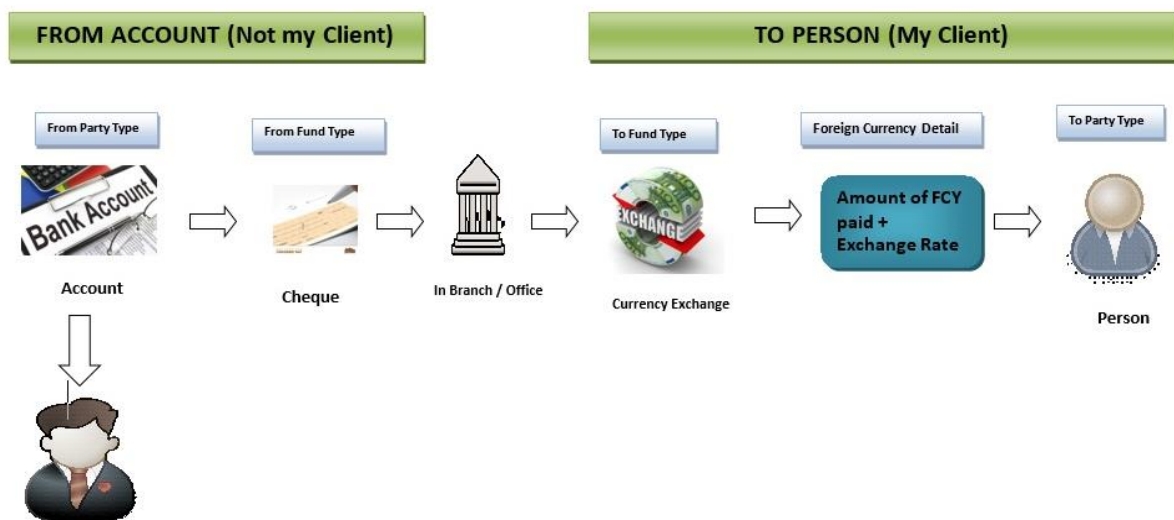 FROM ACCOUNT (Not my Client)
TO PERSON (My Client)
From Party Type
From Fund Type
To Fund Type
Foreign Currency Detail
To Party Type
Bank Account
EXCHANGE
Amount of FCY
paid +
Exchange Rate
Account
Cheque
In Branch / Office
Currency Exchange
Person